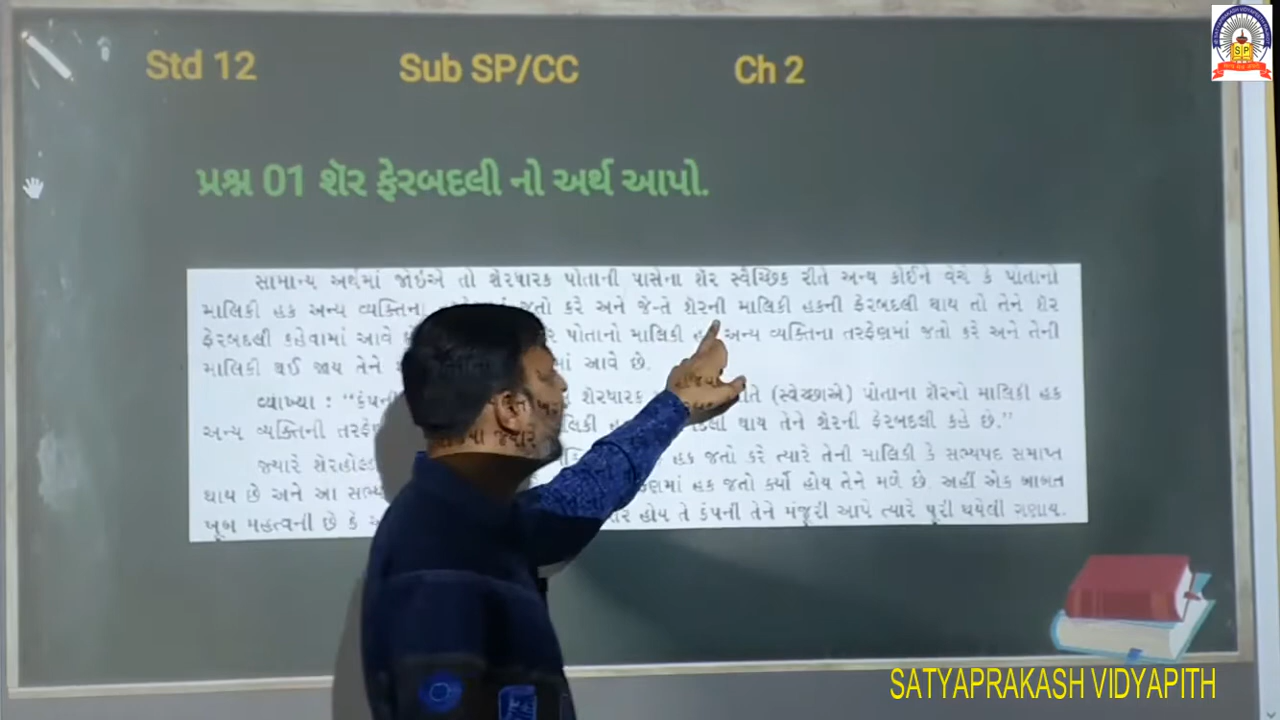 Std 12 Sub SP/CC Ch 2
પ્રશ્ન 01 શૅર ફેરબદલી નો અર્થ આપો.
સામાન્ય અર્થમાં જોઈએ તો શેરધારક પોતાની પાસેના શૅર સ્વૈચ્છિક રીતે અન્ય કોઈને વેચે કે પોતાનો
માલિકી હક અન્ય વ્યક્તિના જતો કરે અને જે-તે શૅરની માલિકી હકની ફેરબદલી થાય તો તેને શૅર
ફેરબદલી કહેવામાં આવે પોતાનો માલિકી અન્ય વ્યક્તિના તરફેણમાં જતો કરે અને તેની
માલિકી થઈ જાય તેને આવે છે.
વ્યાખ્યા : “કંપની શેરધારક (સ્વેચ્છાએ) પોતાના શૅરનો માલિકી હક
અન્ય વ્યક્તિની થાય તેને શૅરની ફેરબદલી કહે છે.”
જ્યારે હક જતો કરે ત્યારે તેની માલિકી કે સભ્યપદ સમાપ્ત
થાય છે અને આ હક જતો કર્યો હોય તેને મળે છે. અહીં એક બાબત
ખૂબ મહત્વની છે કે હોય તે કંપની તેને મંજૂરી આપે ત્યારે પૂરી થયેલી ગણાય.
SP
SATYAPRAKASH VIDYAPITH